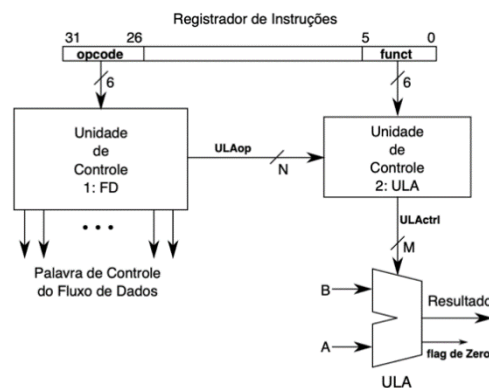 Registrador de Instruções
31 26 5 0
opcode funct
6 6
Unidade
de
Controle
1: FD
ULAop
N
Unidade
de
Controle
2: ULA
ULActrl
M
Palavra de Controle
do Fluxo de Dados
B
Resultado
A
flag de Zero
ULA